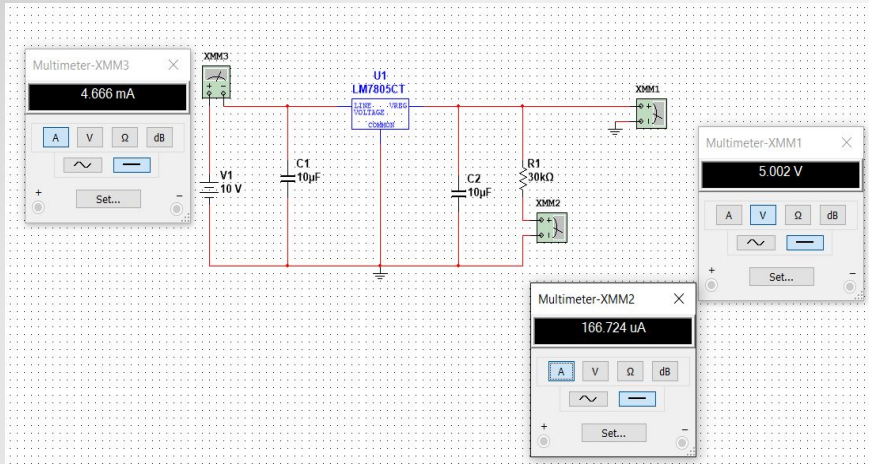 XMM3
Multimeter-XMM3
4.666 mA
A V Ω dB
Set...
+ −
U1
LM7805CT
LINE VREG
VOLTAGE
COMMON
XMM1
+ −
V1
10 V
C1
10µF
C2
10µF
R1
30kΩ
XMM2
Multimeter-XMM1
5.002 V
A V Ω dB
Set...
+ −
Multimeter-XMM2
166.724 uA
A V Ω dB
Set...
+ −